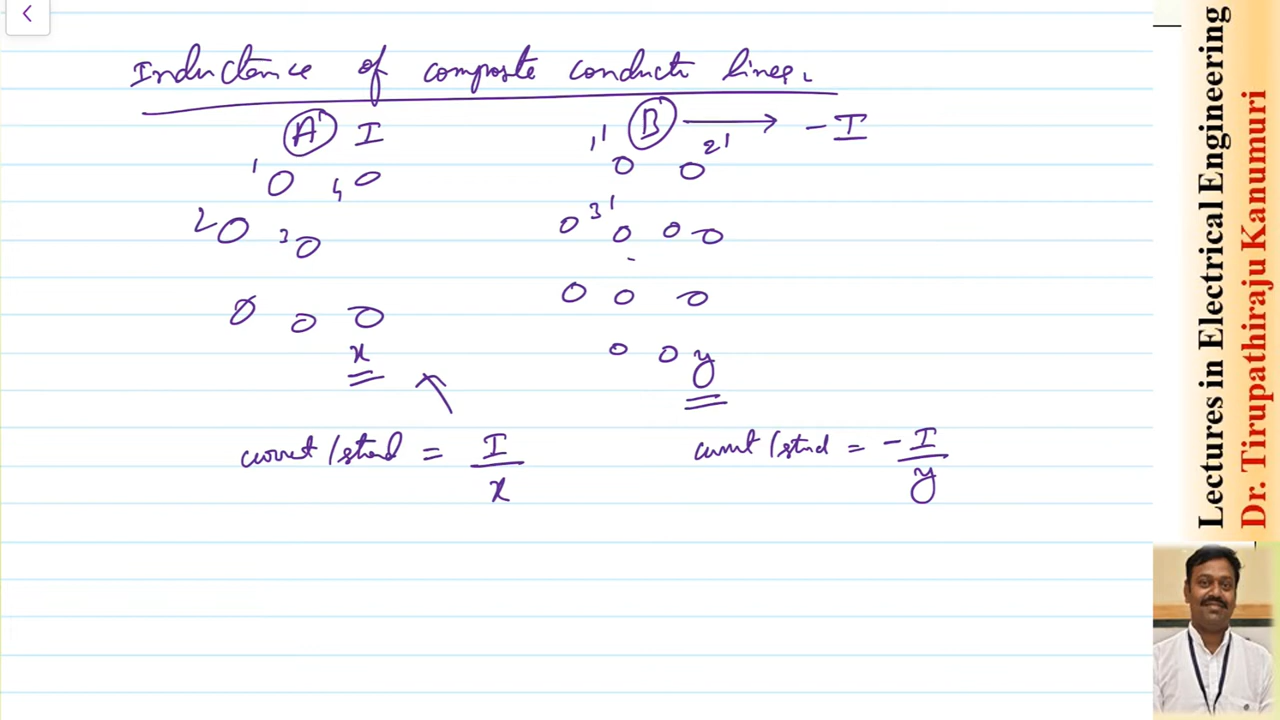 Inductance of composite conductor lines.
A I
B → -I
1 4
1' 2'
2 3
3'
x
y
current/strand = I/x
current/strand = -I/y
Lectures in Electrical Engineering
Dr. Tirupathiraju Kanumuri